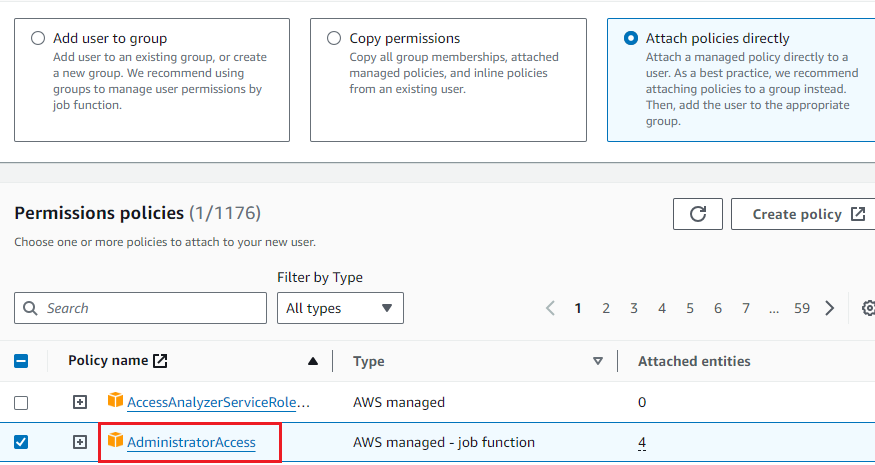 Add user to group
Add user to an existing group, or create
a new group. We recommend using
groups to manage user permissions by
job function.
Copy permissions
Copy all group memberships, attached
managed policies, and inline policies
from an existing user.
Attach policies directly
Attach a managed policy directly to a
user. As a best practice, we recommend
attaching policies to a group instead.
Then, add the user to the appropriate
group.
Permissions policies (1/1176)
Choose one or more policies to attach to your new user.
Create policy
Filter by Type
Search
All types
1 2 3 4 5 6 7 ... 59
Policy name Type Attached entities
AccessAnalyzerServiceRole... AWS managed 0
AdministratorAccess AWS managed - job function 4